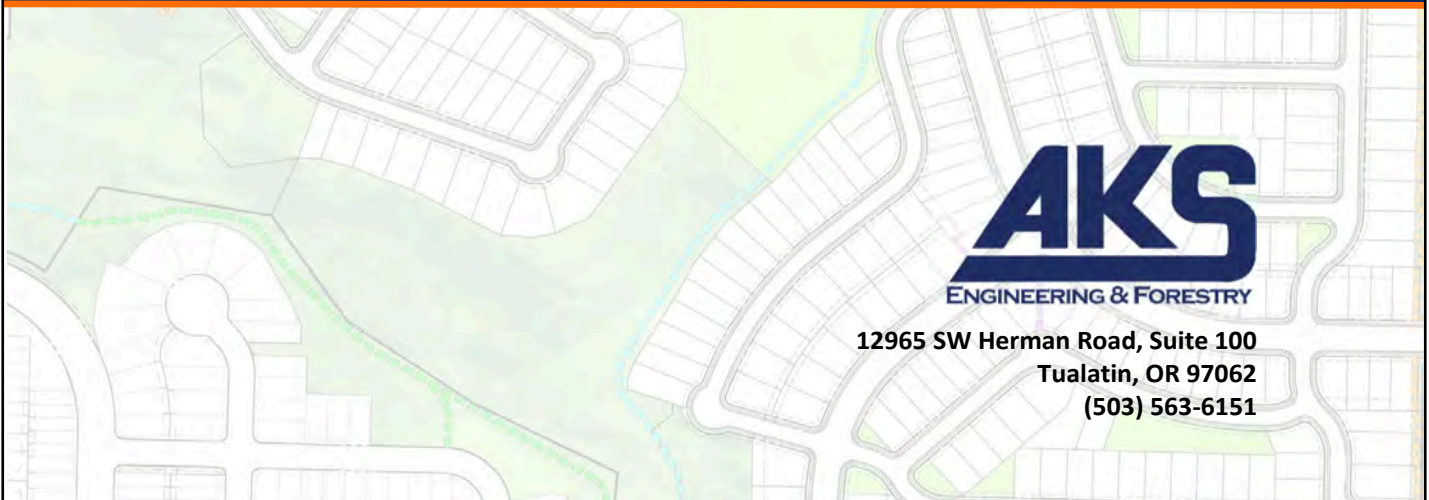 AKS
ENGINEERING & FORESTRY
12965 SW Herman Road, Suite 100
Tualatin, OR 97062
(503) 563-6151